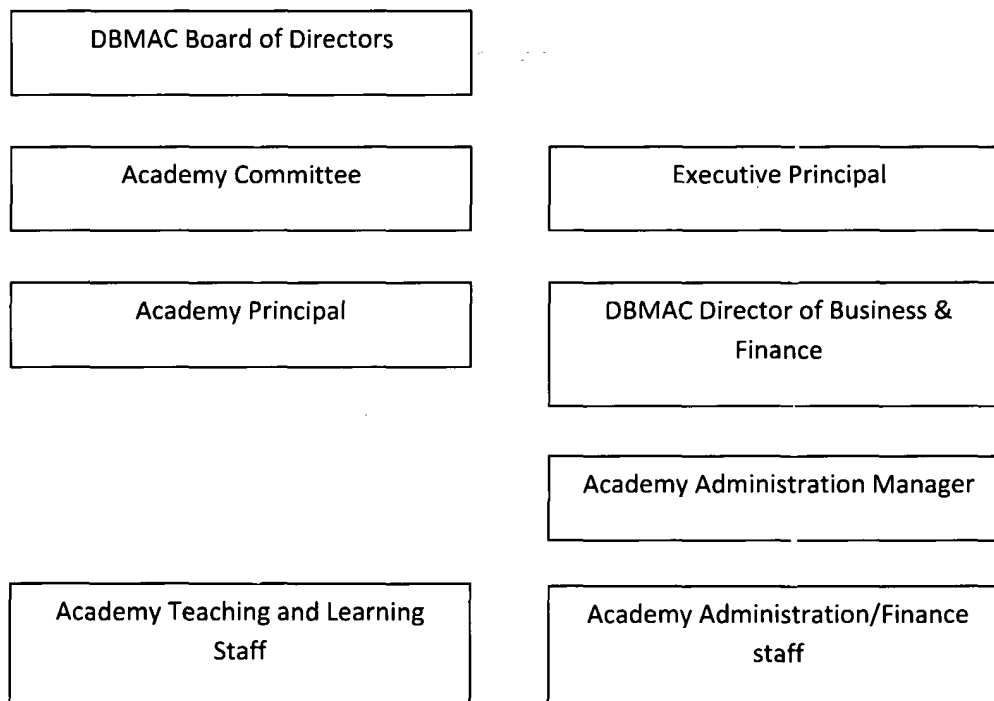 DBMAC Board of Directors
Academy Committee
Executive Principal
Academy Principal
DBMAC Director of Business &
Finance
Academy Administration Manager
Academy Teaching and Learning
Staff
Academy Administration/Finance
staff